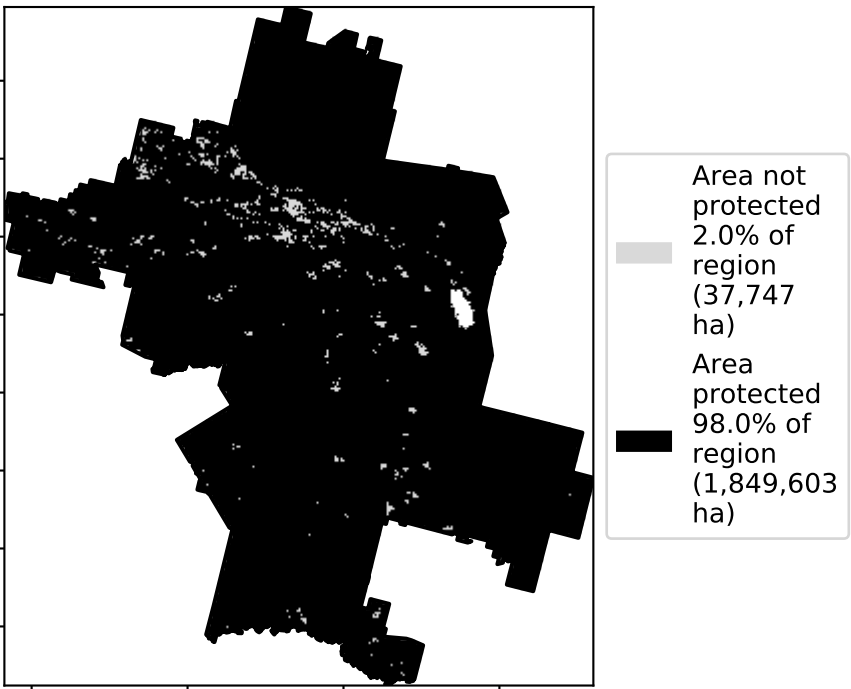 Area not
protected
2.0% of
region
(37,747
ha)
Area
protected
98.0% of
region
(1,849,603
ha)